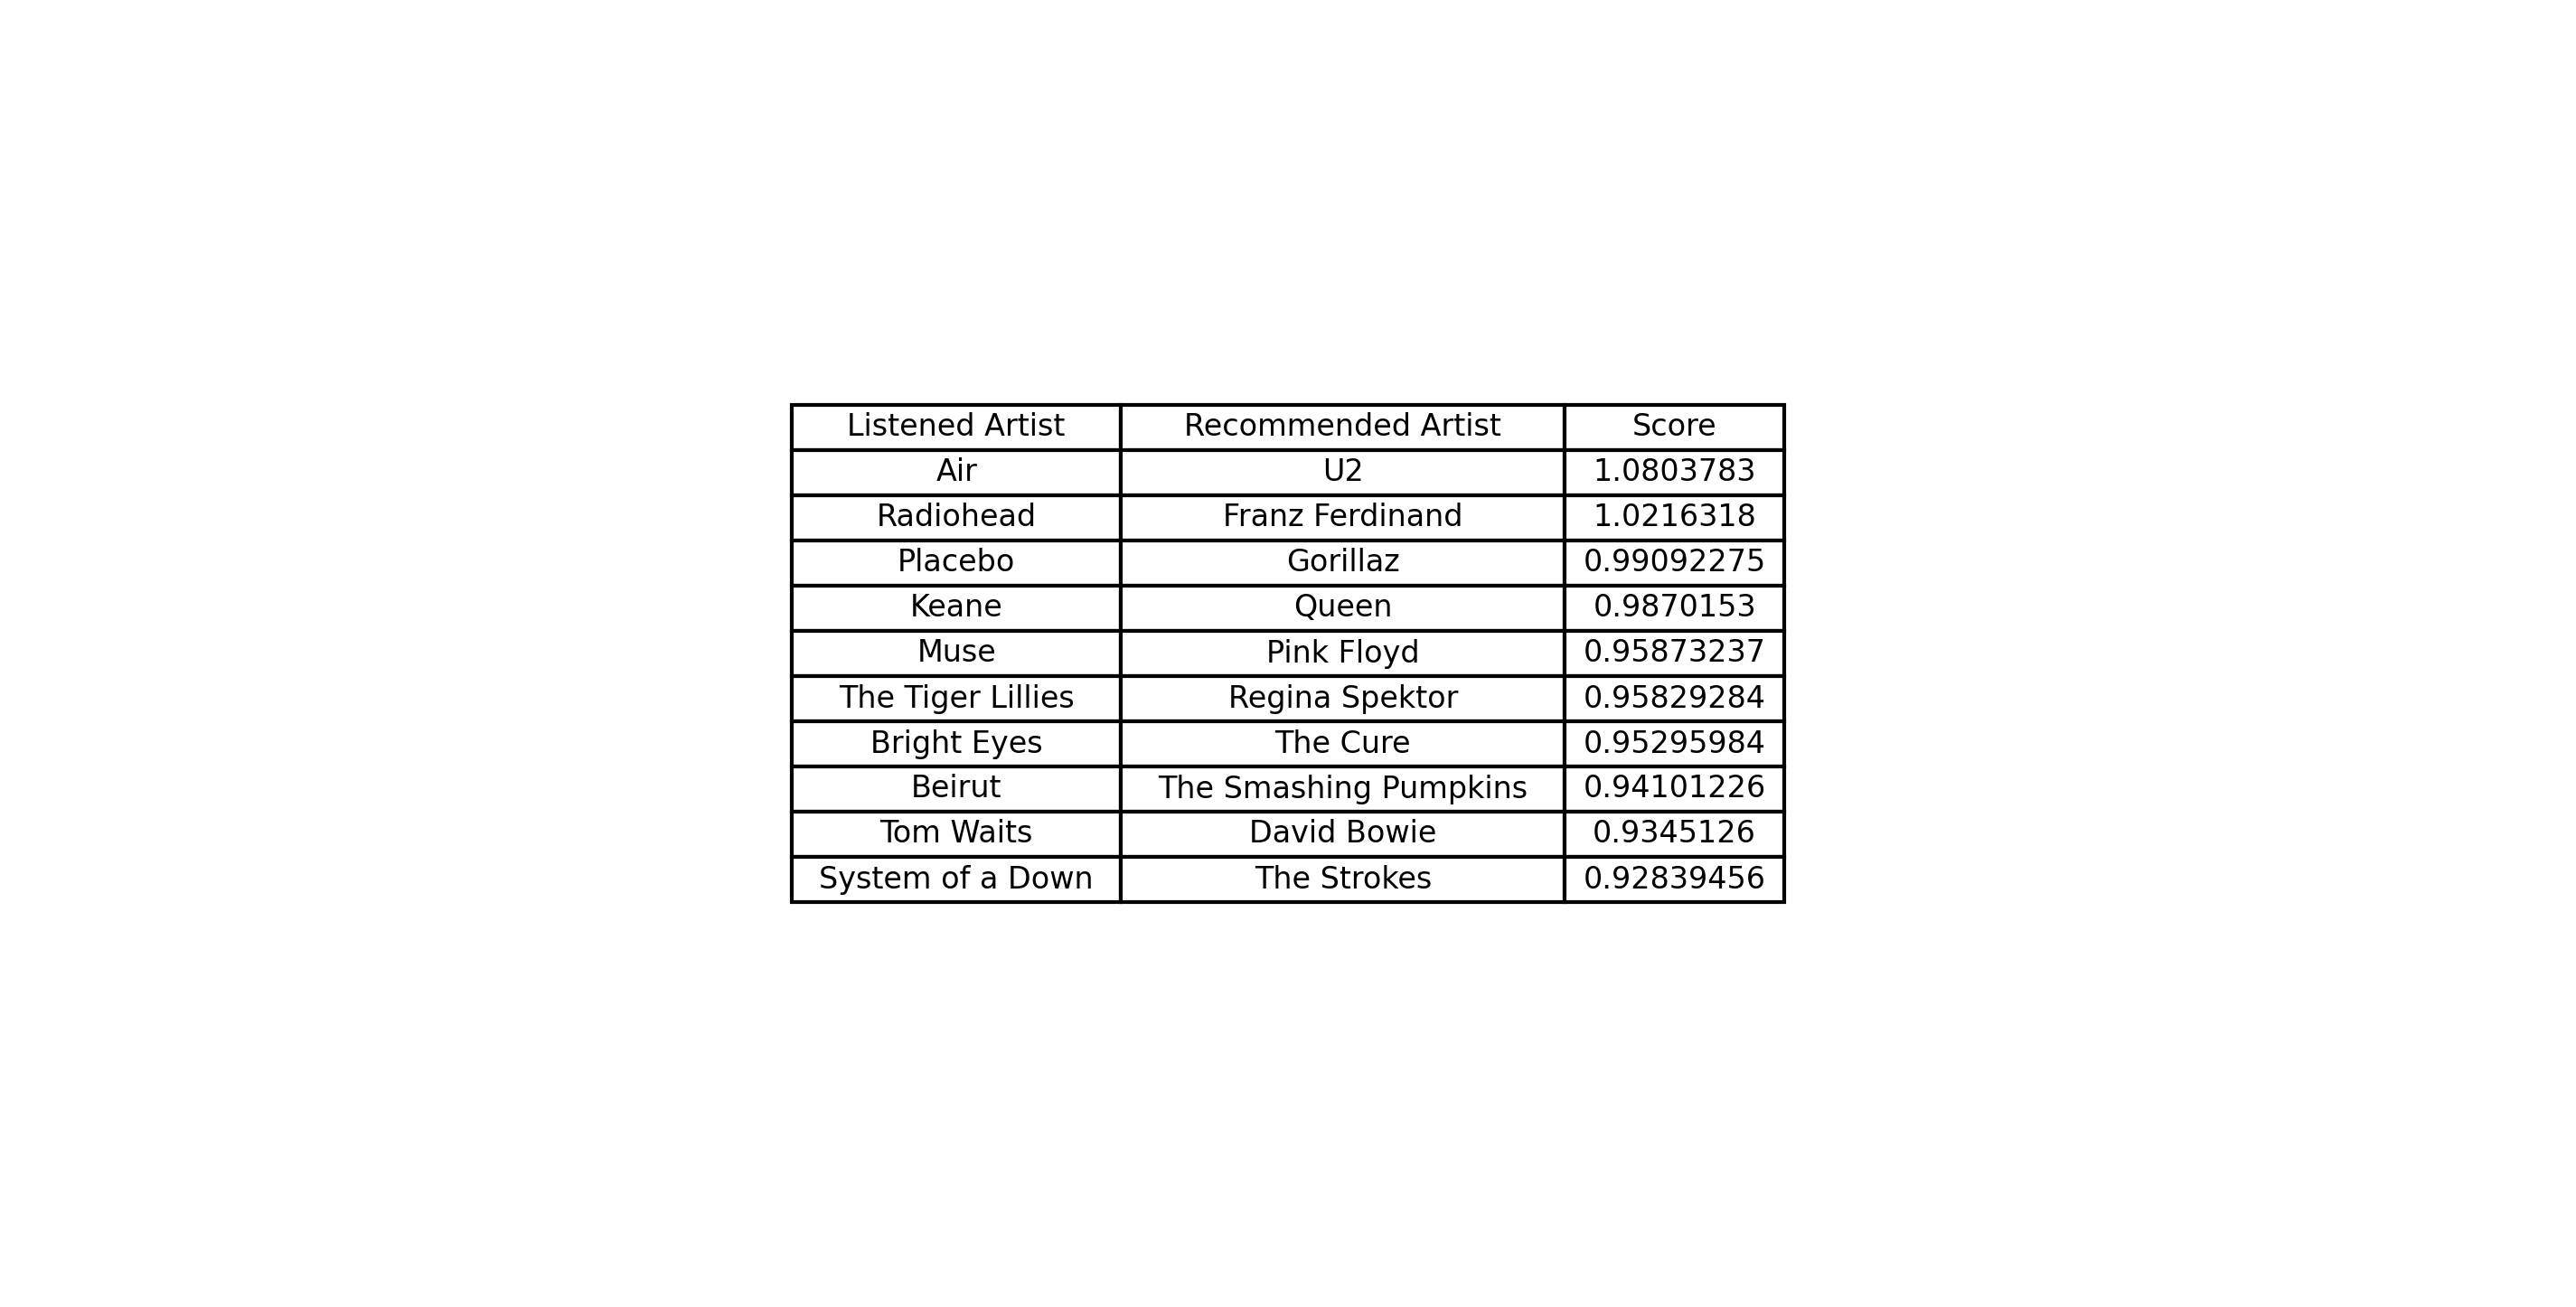 Listened Artist Recommended Artist Score
Air U2 1.0803783
Radiohead Franz Ferdinand 1.0216318
Placebo Gorillaz 0.99092275
Keane Queen 0.9870153
Muse Pink Floyd 0.95873237
The Tiger Lillies Regina Spektor 0.95829284
Bright Eyes The Cure 0.95295984
Beirut The Smashing Pumpkins 0.94101226
Tom Waits David Bowie 0.9345126
System of a Down The Strokes 0.92839456